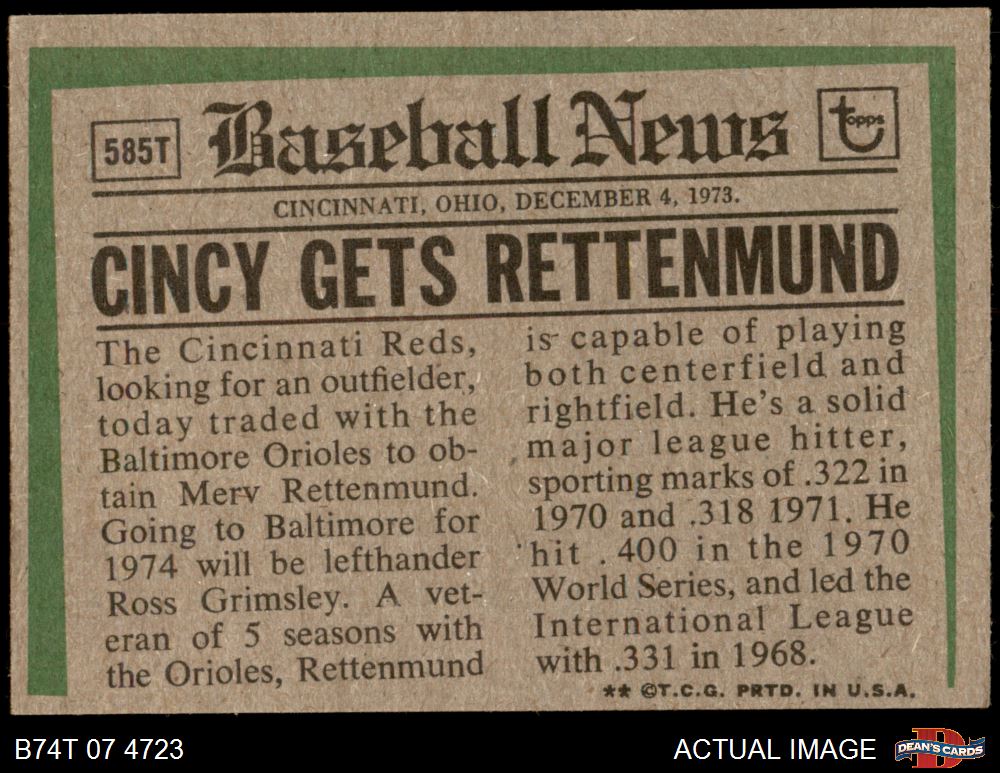 585T
Baseball News
topps
CINCINNATI, OHIO, DECEMBER 4, 1973.
CINCY GETS RETTENMUND
The Cincinnati Reds,
looking for an outfielder,
today traded with the
Baltimore Orioles to ob-
tain Merv Rettenmund.
Going to Baltimore for
1974 will be lefthander
Ross Grimsley. A vet-
eran of 5 seasons with
the Orioles, Rettenmund
is capable of playing
both centerfield and
rightfield. He's a solid
major league hitter,
sporting marks of .322 in
1970 and .318 1971. He
hit .400 in the 1970
World Series, and led the
International League
with .331 in 1968.
** ©T.C.G. PRTD. IN U.S.A.
B74T 07 4723
ACTUAL IMAGE
D
DEAN'S CARDS